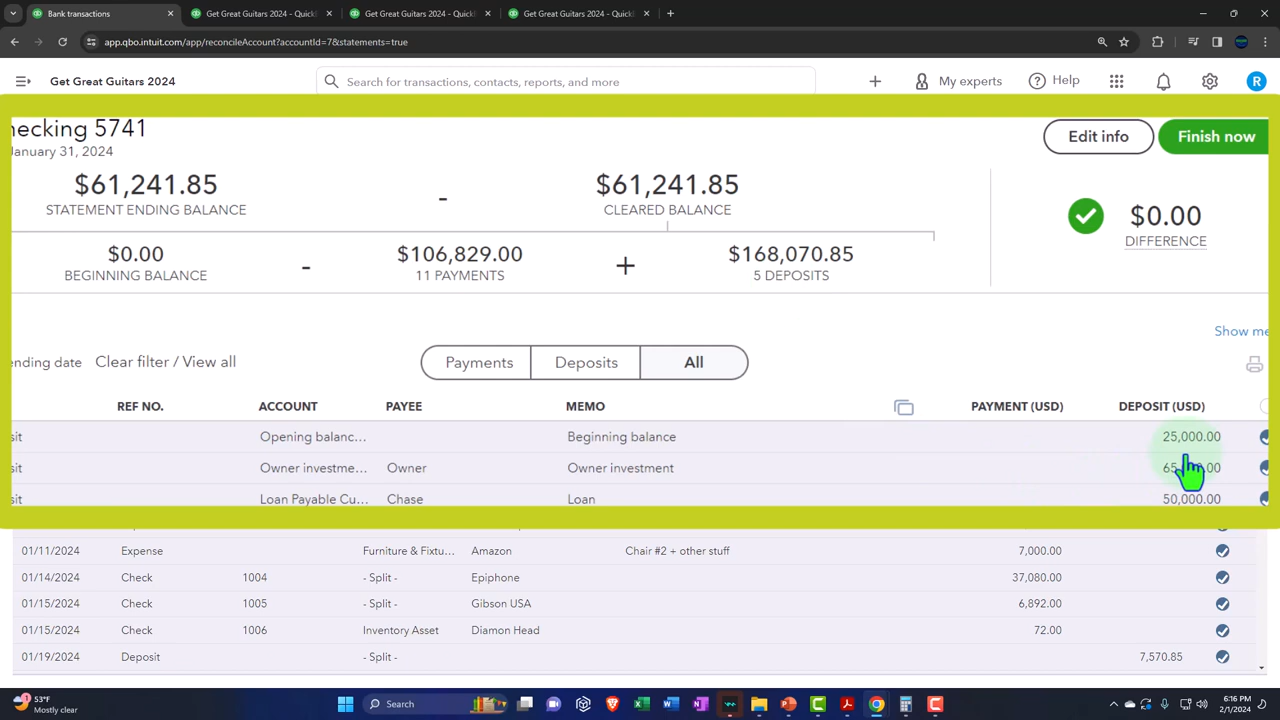 Bank transactions
Get Great Guitars 2024 - QuickB
Get Great Guitars 2024 - QuickB
Get Great Guitars 2024 - QuickB
app.qbo.intuit.com/app/reconcileAccount?accountId=7&statements=true
Get Great Guitars 2024
Search for transactions, contacts, reports, and more
My experts
Help
R
hecking 5741
January 31, 2024
Edit info
Finish now
$61,241.85
-
$61,241.85
$0.00
STATEMENT ENDING BALANCE
CLEARED BALANCE
DIFFERENCE
$0.00
-
$106,829.00
+
$168,070.85
BEGINNING BALANCE
11 PAYMENTS
5 DEPOSITS
Show me
ending date
Clear filter / View all
Payments
Deposits
All
REF NO.
ACCOUNT
PAYEE
MEMO
PAYMENT (USD)
DEPOSIT (USD)
sit Opening balanc... Beginning balance 25,000.00
sit Owner investme... Owner Owner investment
sit Loan Payable Cu... Chase Loan 50,000.00
01/11/2024 Expense Furniture & Fixtu... Amazon Chair #2 + other stuff 7,000.00
01/14/2024 Check 1004 - Split - Epiphone 37,080.00
01/15/2024 Check 1005 - Split - Gibson USA 6,892.00
01/15/2024 Check 1006 Inventory Asset Diamon Head 72.00
01/19/2024 Deposit - Split - 7,570.85
53°F
Mostly clear
Search
6:16 PM
2/1/2024